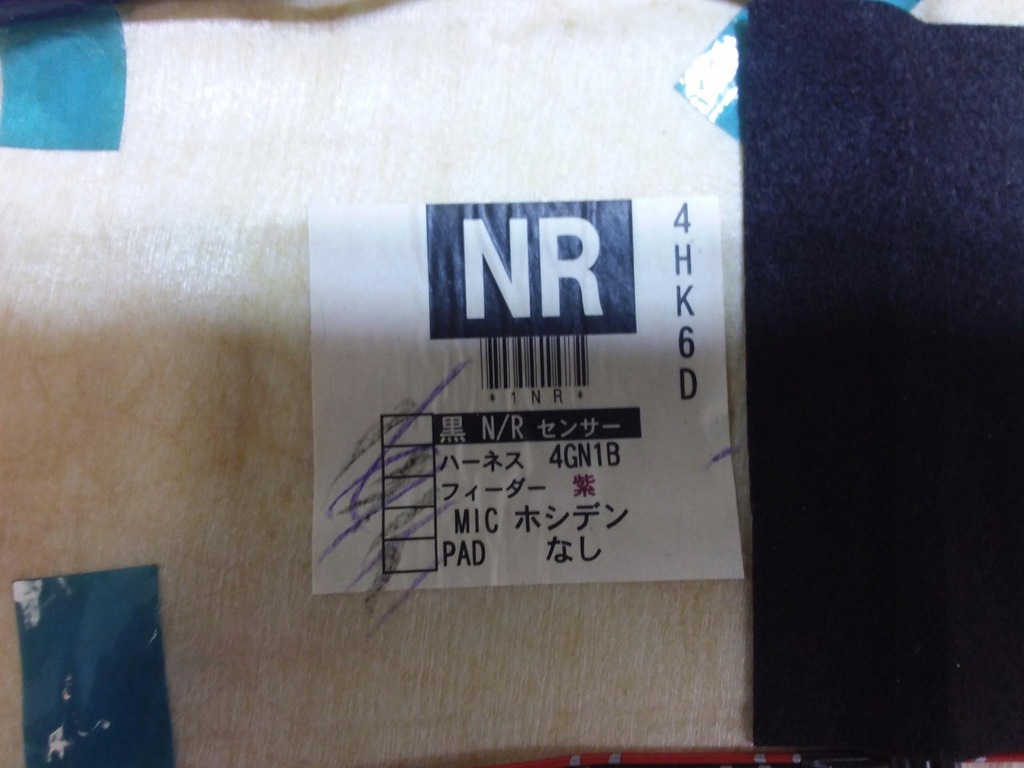 NR
4HK6D
*1NR*
黒 N/R センサー
ハーネス 4GN1B
フィーダー 紫
MIC ホシデン
PAD なし